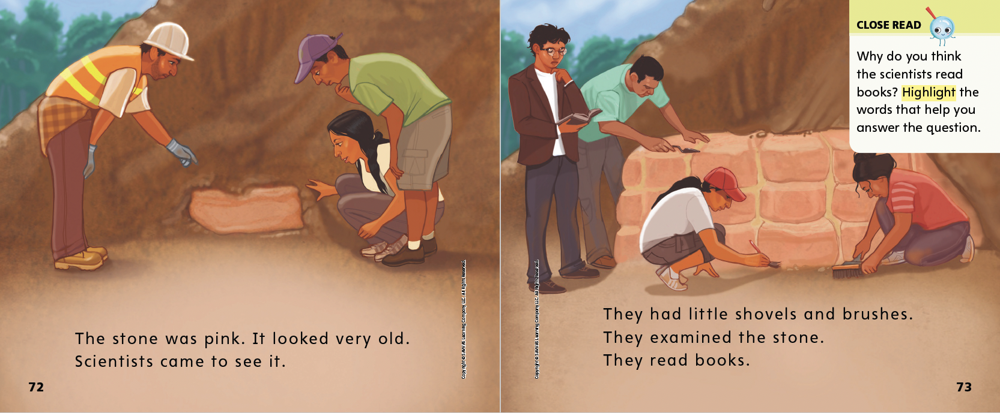 The stone was pink. It looked very old.
Scientists came to see it.
72
Copyright © SAVVAS Learning Company LLC. All Rights Reserved.
CLOSE READ
Why do you think
the scientists read
books? Highlight the
words that help you
answer the question.
Copyright © SAVVAS Learning Company LLC. All Rights Reserved.
They had little shovels and brushes.
They examined the stone.
They read books.
73